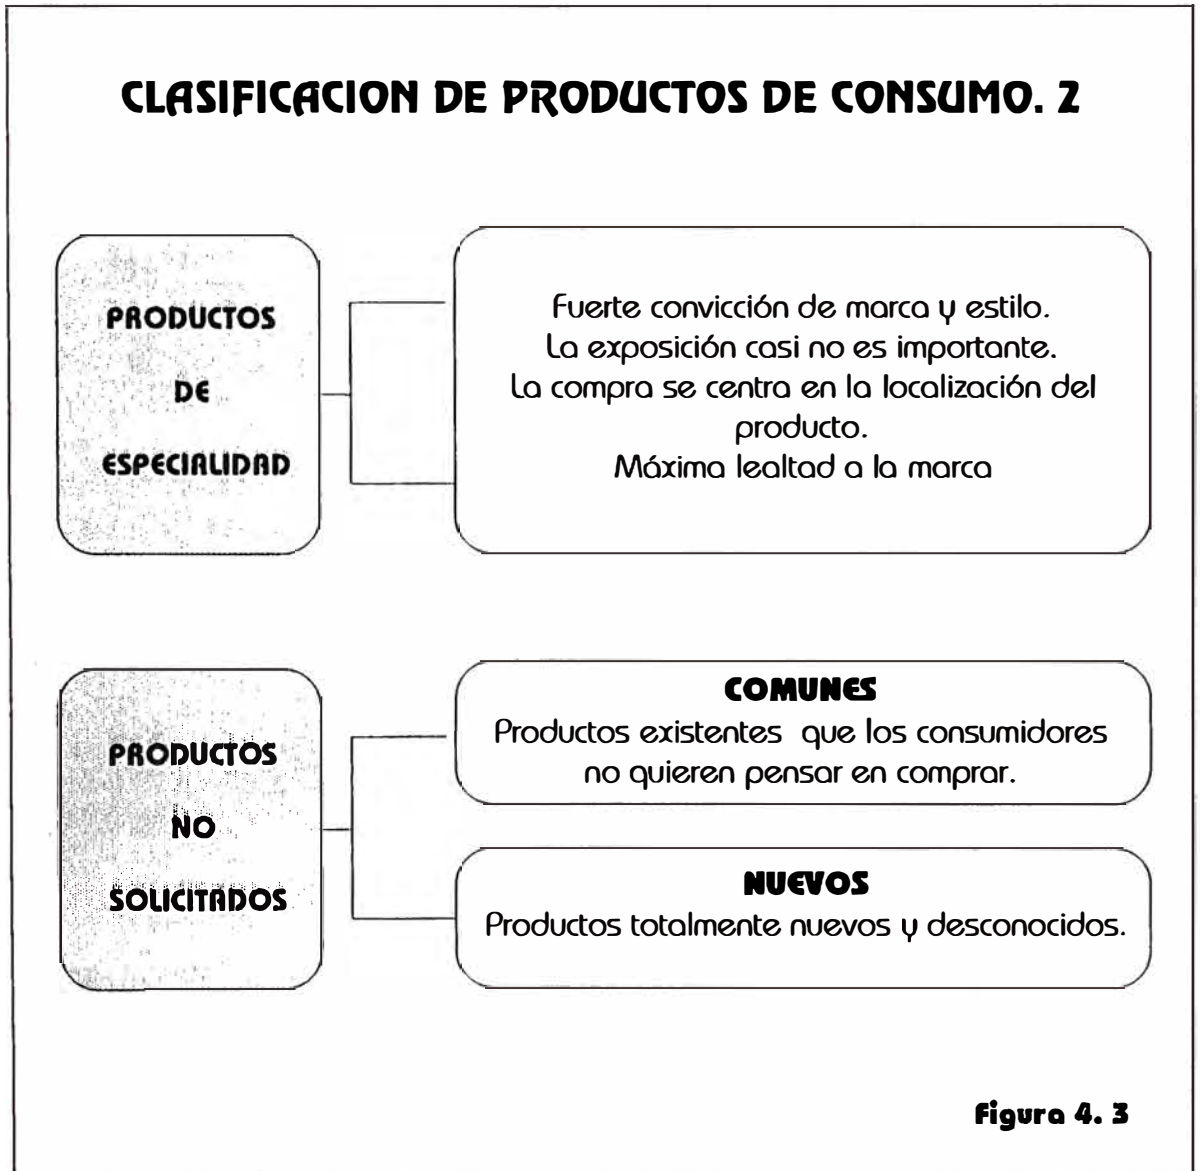 CLASIFICACION DE PRODUCTOS DE CONSUMO. 2
PRODUCTOS
DE
ESPECIALIDAD
Fuerte convicción de marca y estilo.
La exposición casi no es importante.
La compra se centra en la localización del
producto.
Máxima lealtad a la marca
PRODUCTOS
NO
SOLICITADOS
COMUNES
Productos existentes que los consumidores
no quieren pensar en comprar.
NUEVOS
Productos totalmente nuevos y desconocidos.
Figura 4. 3